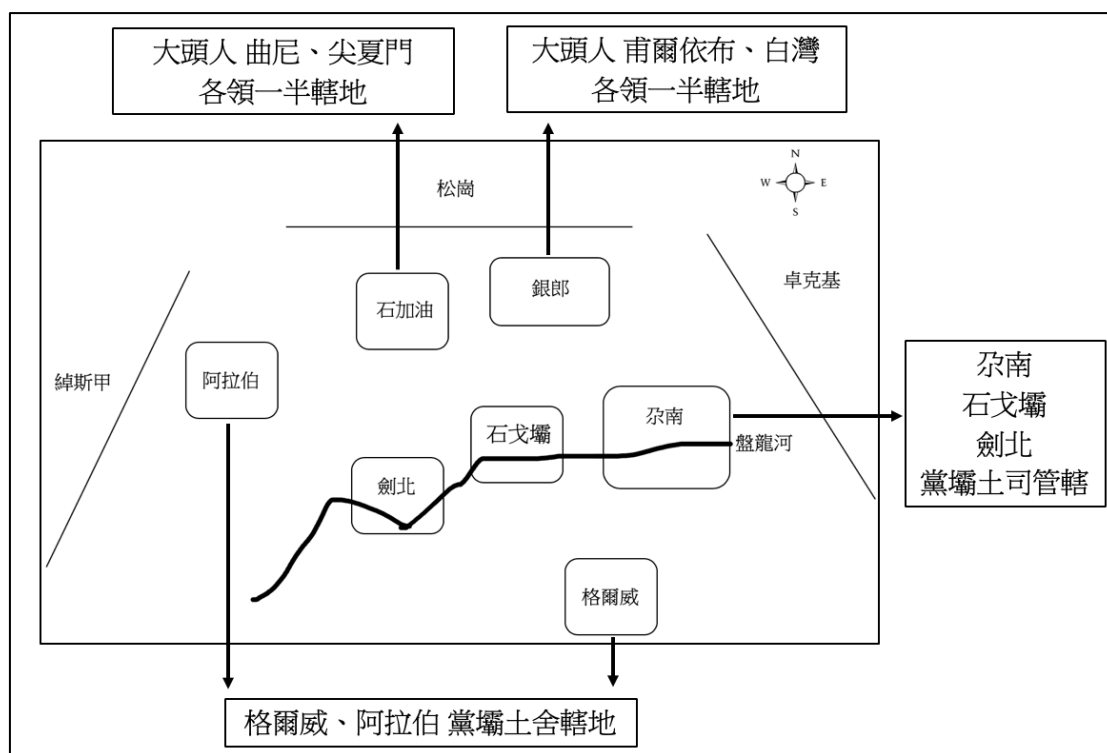 大頭人 曲尼、尖夏門
各領一半轄地
大頭人 甫爾依布、白灣
各領一半轄地
松崗
N
W E
S
卓克基
銀郎
石加油
綽斯甲
阿拉伯
尕南
石戈壩
劍北
黨壩土司管轄
尕南
石戈壩
盤龍河
劍北
格爾威
格爾威、阿拉伯 黨壩土舍轄地